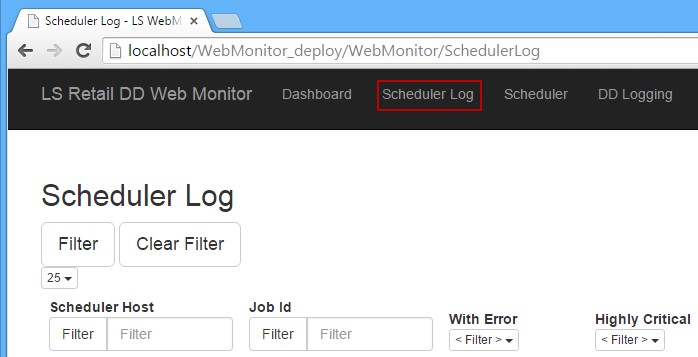 Scheduler Log - LS WebM
localhost/WebMonitor_deploy/WebMonitor/SchedulerLog
LS Retail DD Web Monitor Dashboard Scheduler Log Scheduler DD Logging
Scheduler Log
Filter Clear Filter
25
Scheduler Host Job Id With Error Highly Critical
Filter Filter Filter Filter < Filter > < Filter >